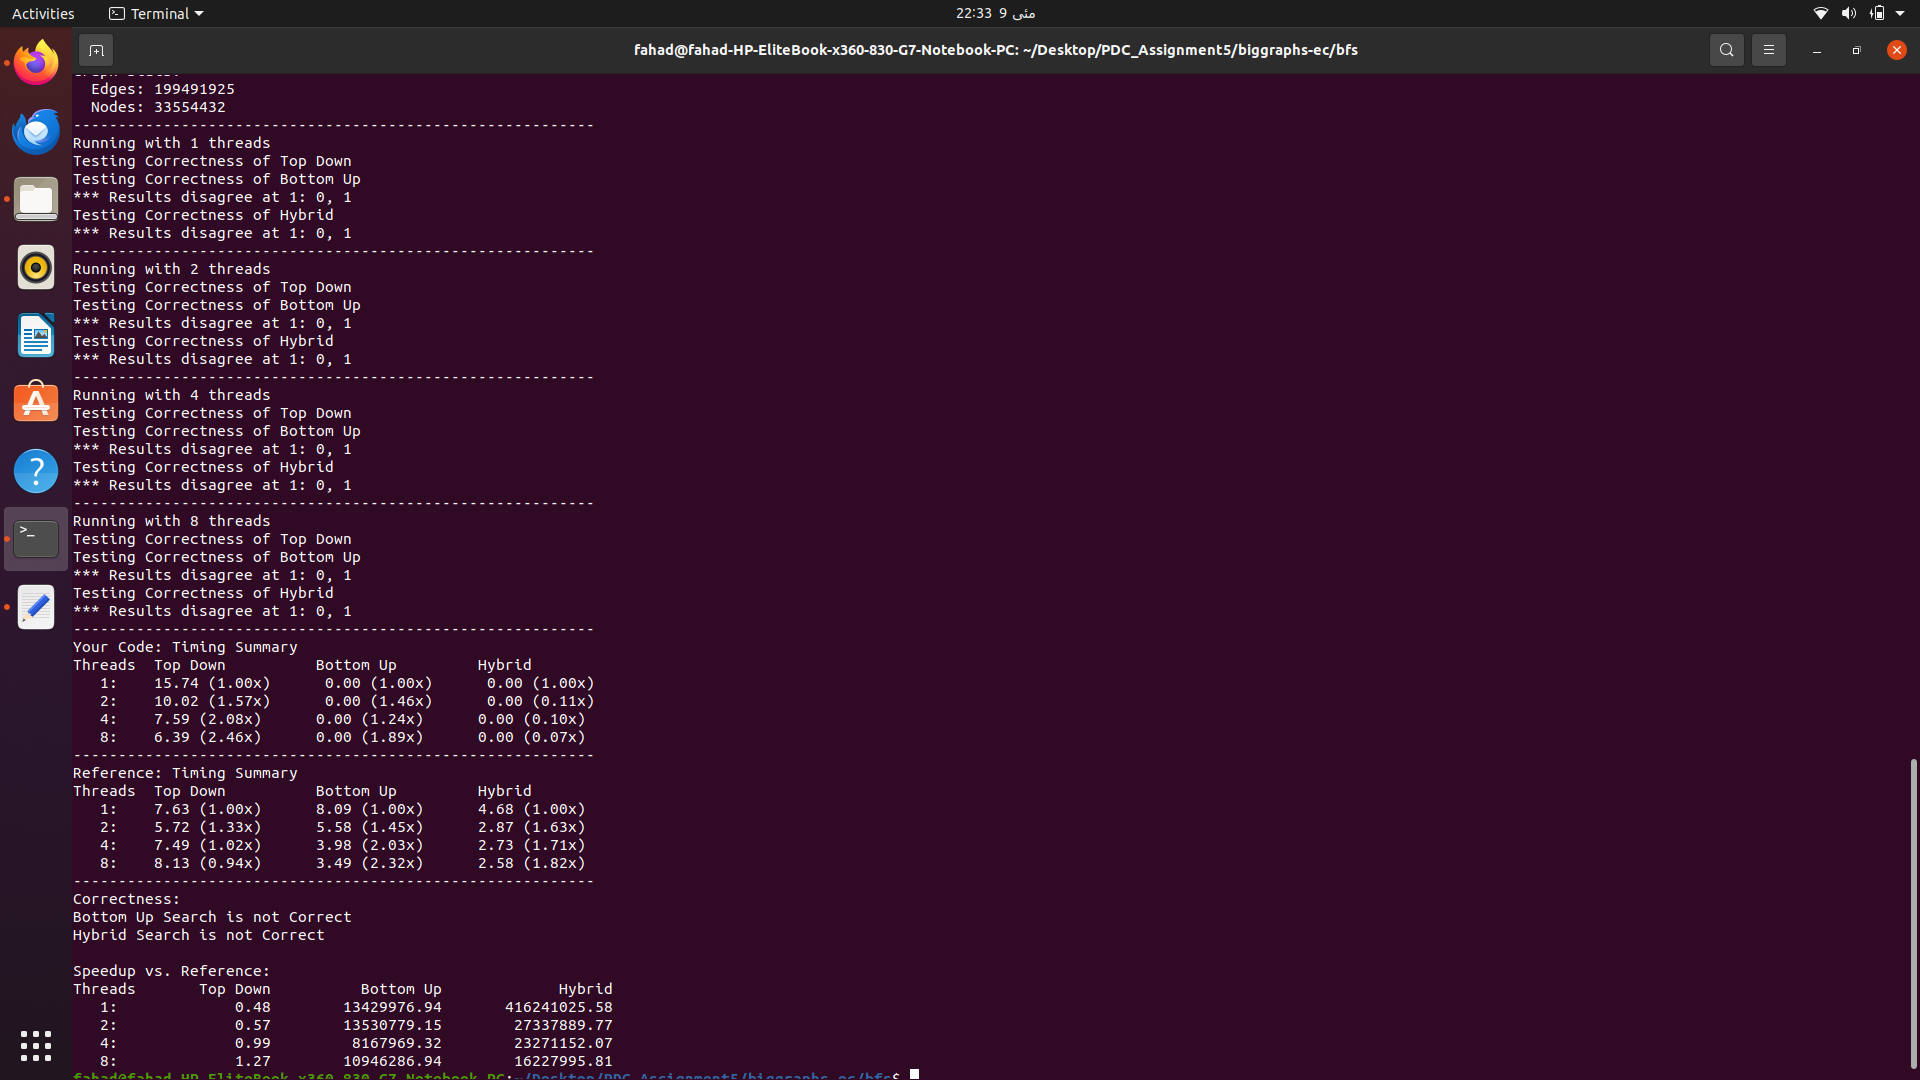 Activities
Terminal
مئی 9 22:33
fahad@fahad-HP-EliteBook-x360-830-G7-Notebook-PC: ~/Desktop/PDC_Assignment5/biggraphs-ec/bfs
Edges: 199491925
Nodes: 33554432
----------------------------------------------------------
Running with 1 threads
Testing Correctness of Top Down
Testing Correctness of Bottom Up
*** Results disagree at 1: 0, 1
Testing Correctness of Hybrid
*** Results disagree at 1: 0, 1
----------------------------------------------------------
Running with 2 threads
Testing Correctness of Top Down
Testing Correctness of Bottom Up
*** Results disagree at 1: 0, 1
Testing Correctness of Hybrid
*** Results disagree at 1: 0, 1
----------------------------------------------------------
Running with 4 threads
Testing Correctness of Top Down
Testing Correctness of Bottom Up
*** Results disagree at 1: 0, 1
Testing Correctness of Hybrid
*** Results disagree at 1: 0, 1
----------------------------------------------------------
Running with 8 threads
Testing Correctness of Top Down
Testing Correctness of Bottom Up
*** Results disagree at 1: 0, 1
Testing Correctness of Hybrid
*** Results disagree at 1: 0, 1
----------------------------------------------------------
Your Code: Timing Summary
Threads  Top Down          Bottom Up         Hybrid
   1:    15.74 (1.00x)      0.00 (1.00x)      0.00 (1.00x)
   2:    10.02 (1.57x)      0.00 (1.46x)      0.00 (0.11x)
   4:    7.59 (2.08x)      0.00 (1.24x)      0.00 (0.10x)
   8:    6.39 (2.46x)      0.00 (1.89x)      0.00 (0.07x)
----------------------------------------------------------
Reference: Timing Summary
Threads  Top Down          Bottom Up         Hybrid
   1:    7.63 (1.00x)      8.09 (1.00x)      4.68 (1.00x)
   2:    5.72 (1.33x)      5.58 (1.45x)      2.87 (1.63x)
   4:    7.49 (1.02x)      3.98 (2.03x)      2.73 (1.71x)
   8:    8.13 (0.94x)      3.49 (2.32x)      2.58 (1.82x)
----------------------------------------------------------
Correctness:
Bottom Up Search is not Correct
Hybrid Search is not Correct
Speedup vs. Reference:
Threads       Top Down          Bottom Up             Hybrid
   1:             0.48        13429976.94       416241025.58
   2:             0.57        13530779.15        27337889.77
   4:             0.99         8167969.32        23271152.07
   8:             1.27        10946286.94        16227995.81
fahad@fahad-HP-EliteBook-x360-830-G7-Notebook-PC:~/Desktop/PDC_Assignment5/biggraphs-ec/bfs$